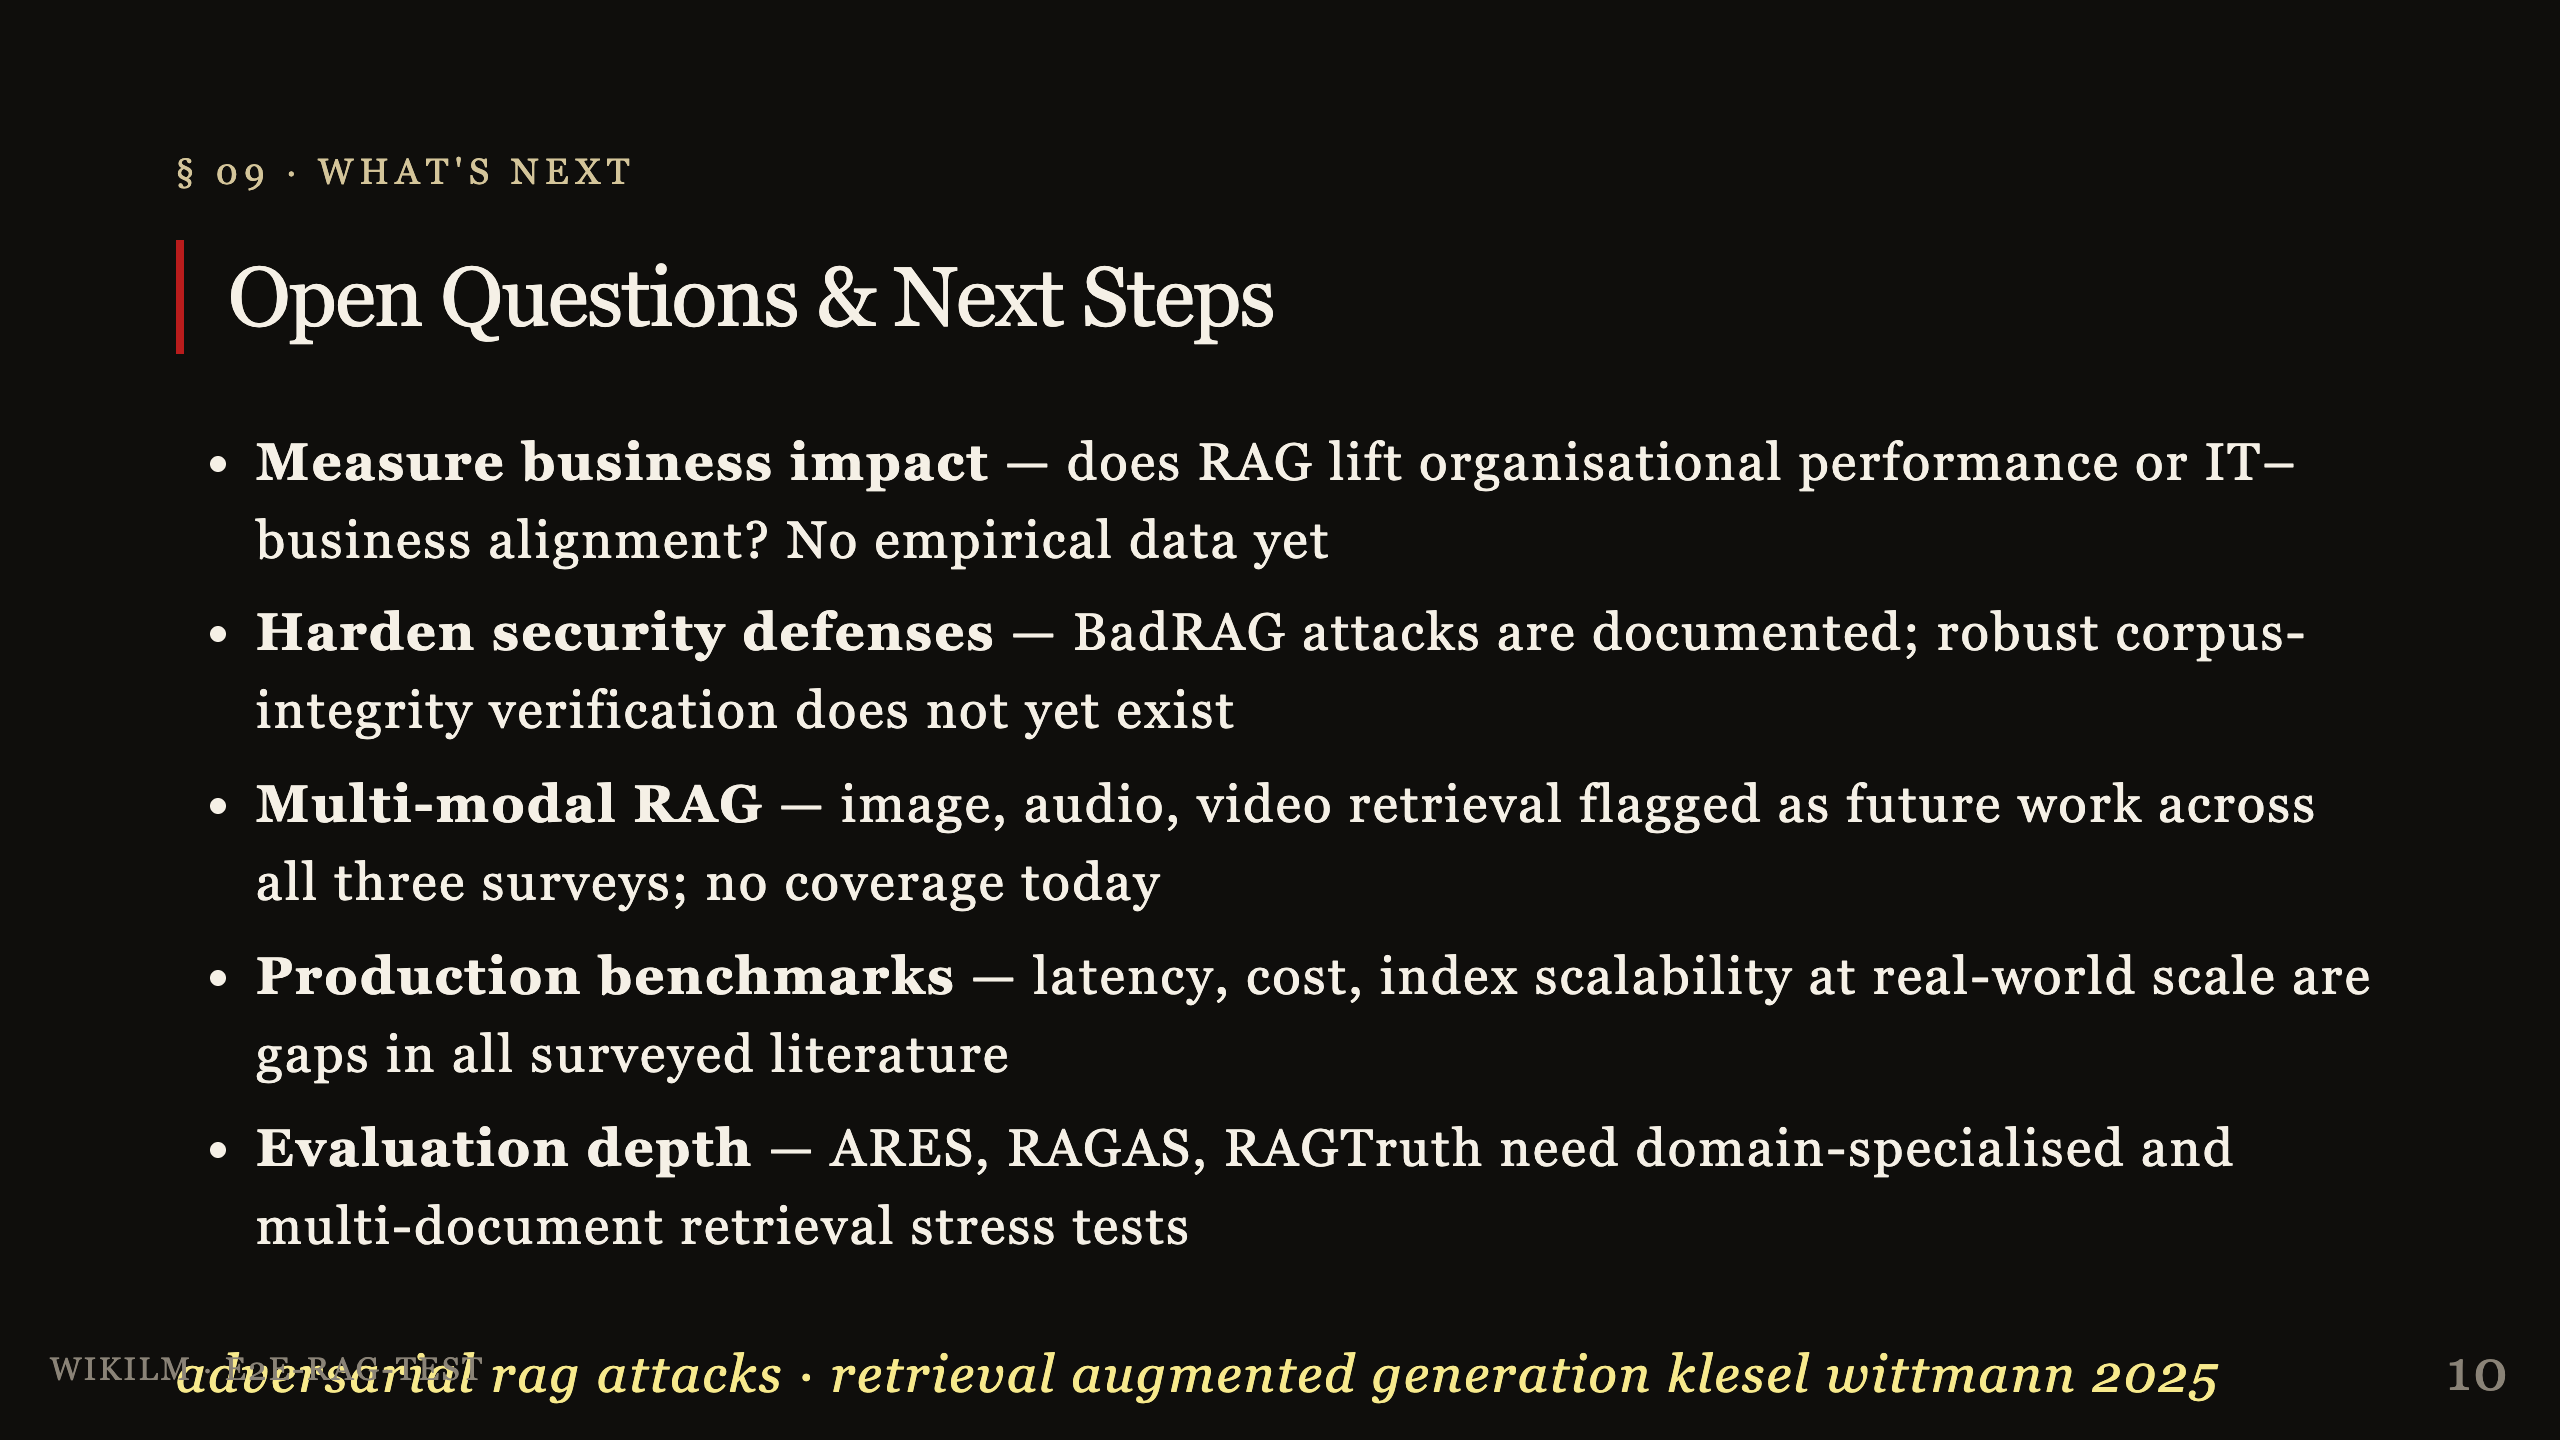 § 09 · WHAT'S NEXT
Open Questions & Next Steps
• Measure business impact — does RAG lift organisational performance or IT–
business alignment? No empirical data yet
• Harden security defenses — BadRAG attacks are documented; robust corpus-
integrity verification does not yet exist
• Multi-modal RAG — image, audio, video retrieval flagged as future work across
all three surveys; no coverage today
• Production benchmarks — latency, cost, index scalability at real-world scale are
gaps in all surveyed literature
• Evaluation depth — ARES, RAGAS, RAGTruth need domain-specialised and
multi-document retrieval stress tests
adversarial rag attacks · retrieval augmented generation klesel wittmann 2025
WIKILM · E2E-RAG-TEST
10